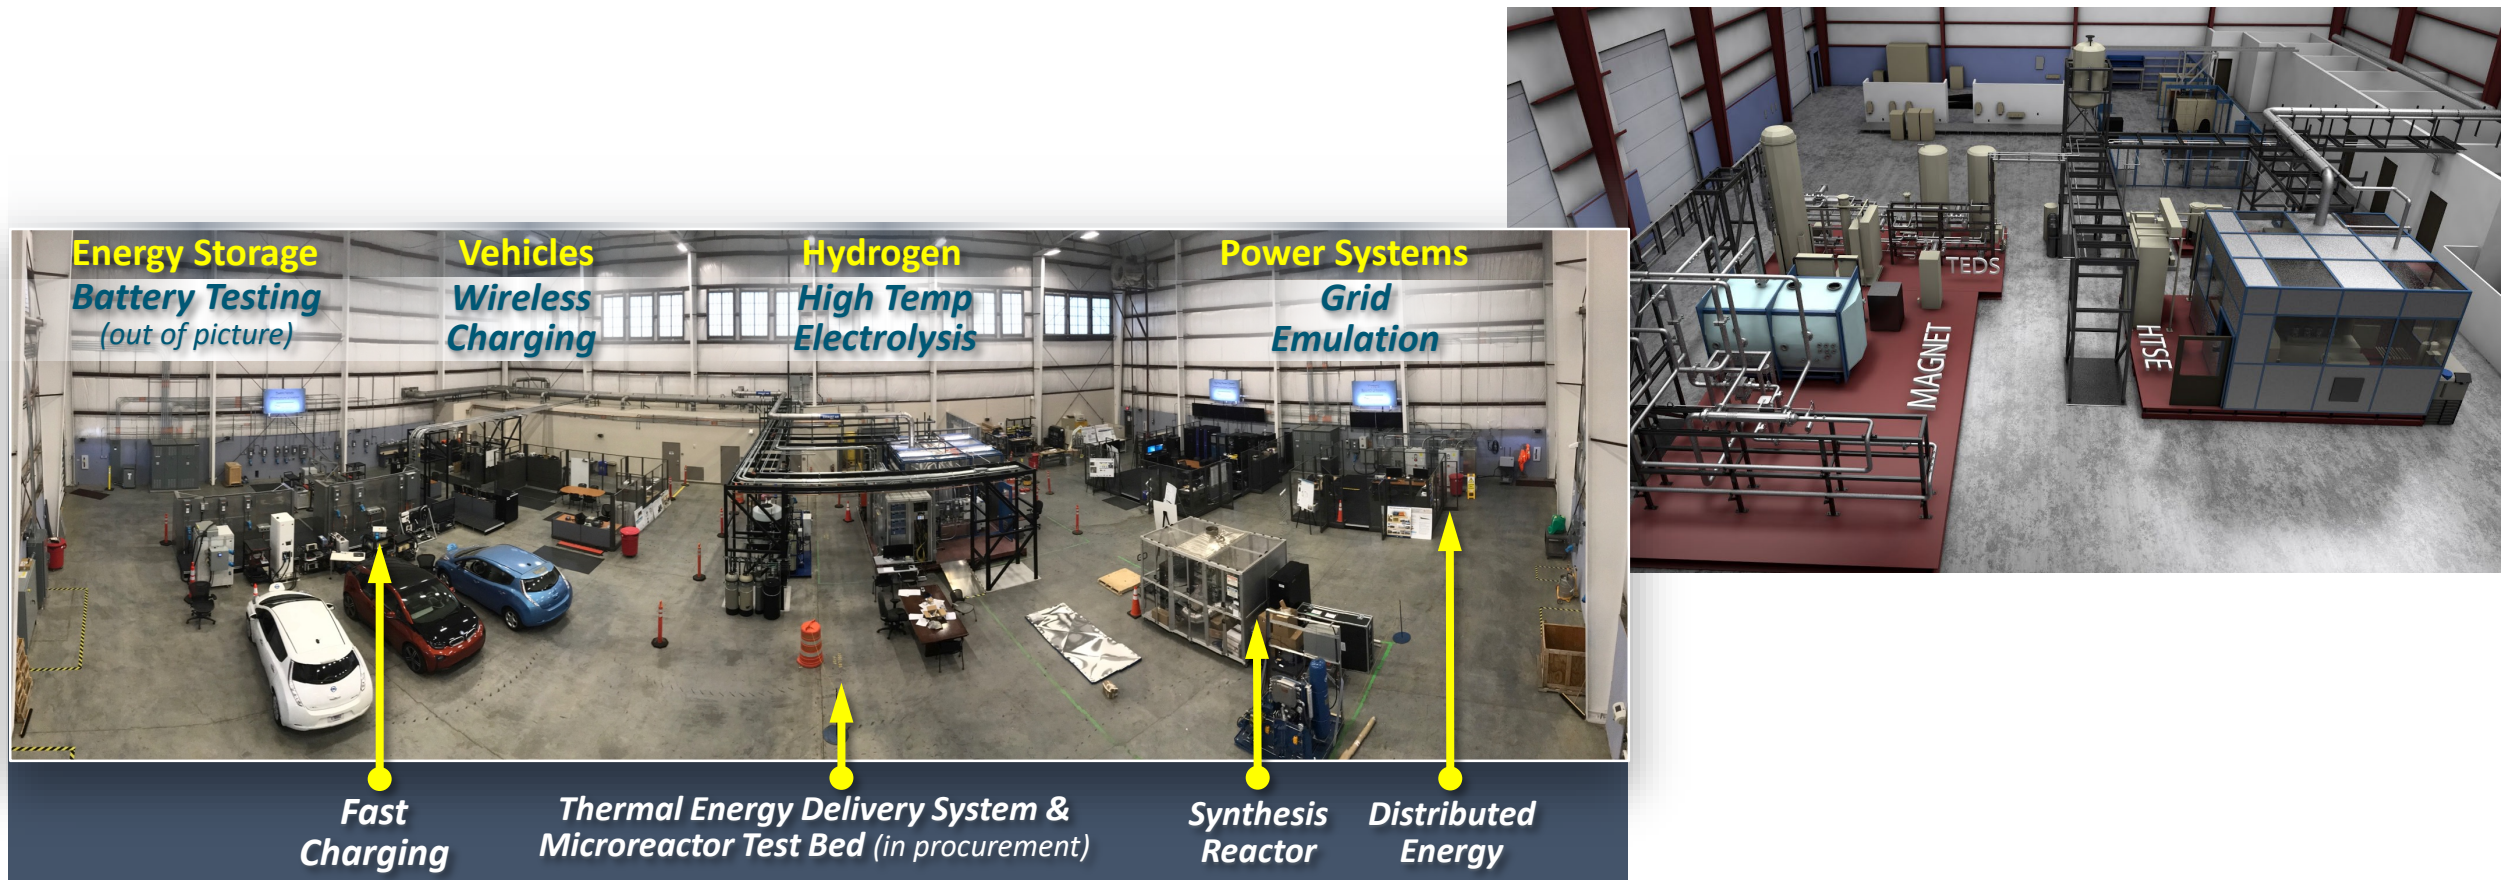 Energy Storage
Battery Testing
(out of picture)
Vehicles
Wireless
Charging
Hydrogen
High Temp
Electrolysis
Power Systems
Grid
Emulation
Fast
Charging
Thermal Energy Delivery System &
Microreactor Test Bed (in procurement)
Synthesis
Reactor
Distributed
Energy
TEDS
MAGNET
HTSE